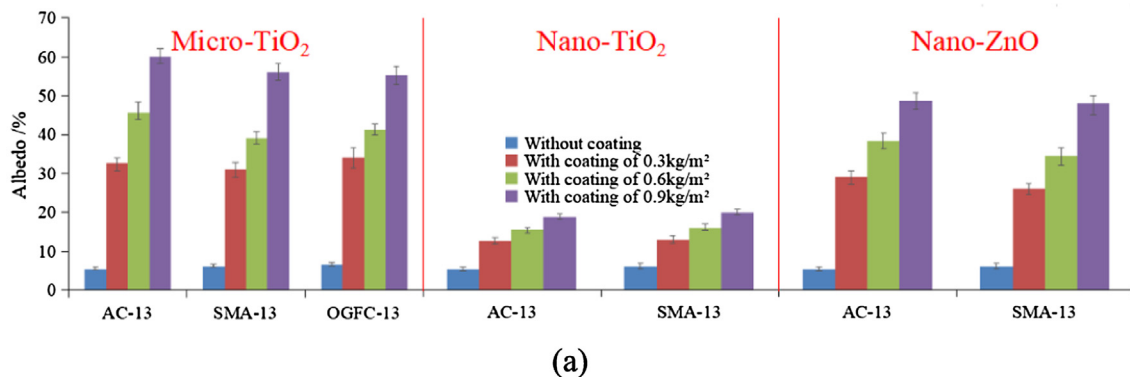 Micro-TiO₂ Nano-TiO₂ Nano-ZnO
Albedo /%
70
60
50
40
30
20
10
0
Without coating
With coating of 0.3kg/m²
With coating of 0.6kg/m²
With coating of 0.9kg/m²
AC-13 SMA-13 OGFC-13 AC-13 SMA-13 AC-13 SMA-13
(a)